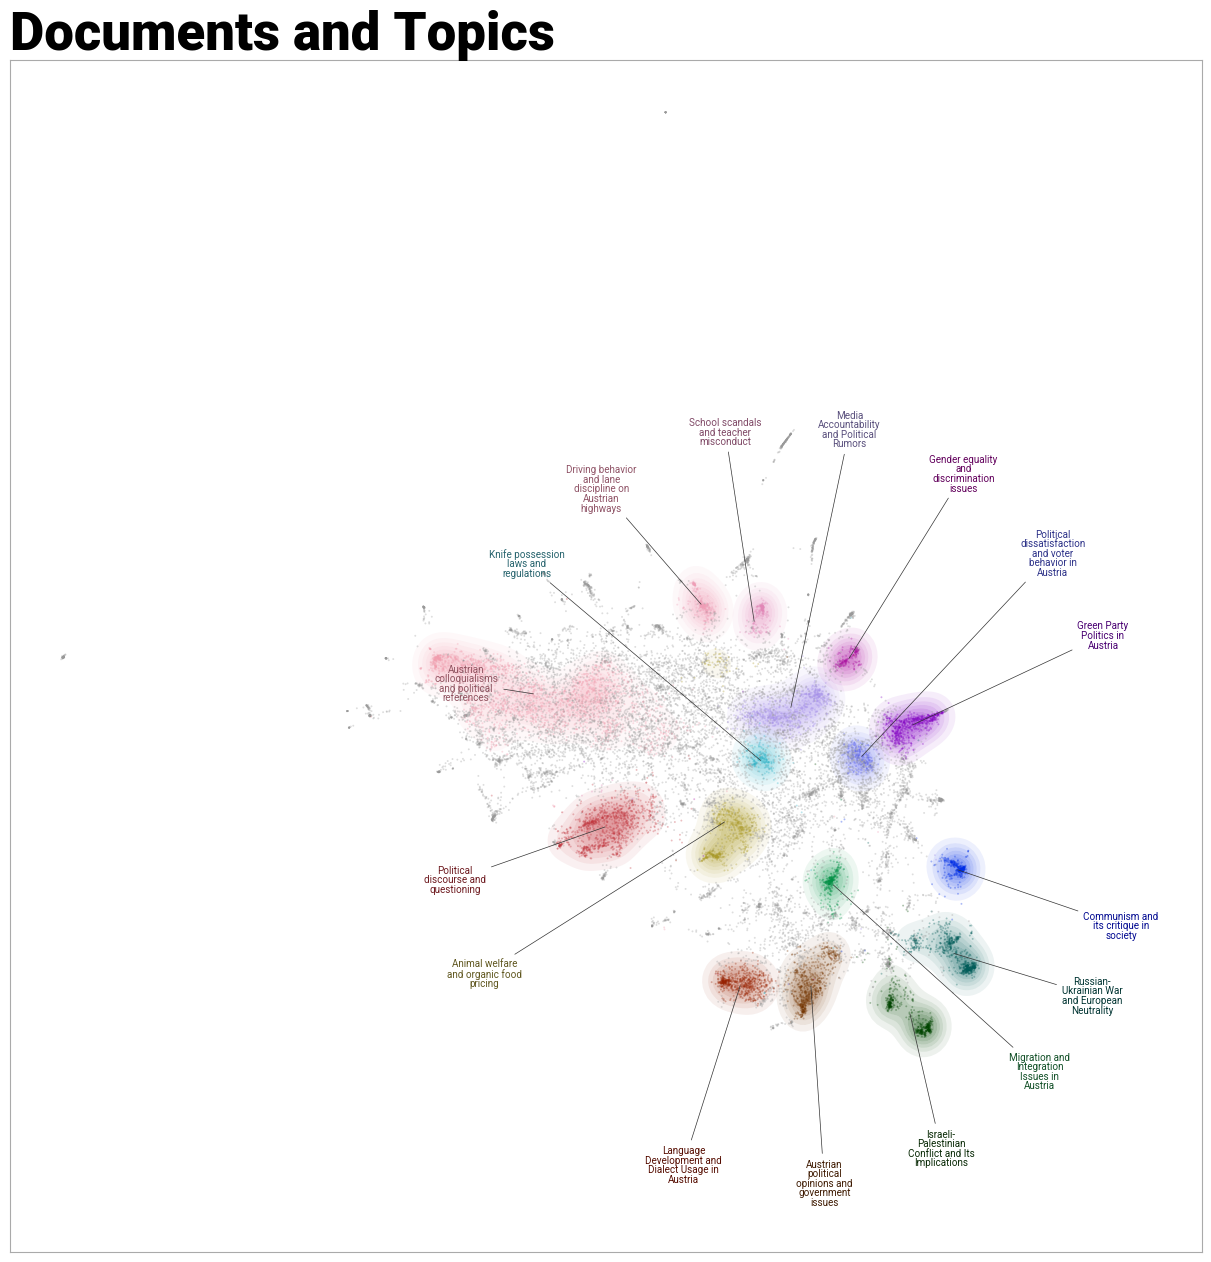 Documents and Topics
Media
Accountability
and Political
Rumors
School scandals
and teacher
misconduct
Gender equality
and
discrimination
issues
Driving behavior
and lane
discipline on
Austrian
highways
Political
dissatisfaction
and voter
behavior in
Austria
Knife possession
laws and
regulations
Green Party
Politics in
Austria
Austrian
colloquialisms
and political
references
Political
discourse and
questioning
Communism and
its critique in
society
Animal welfare
and organic food
pricing
Russian-
Ukrainian War
and European
Neutrality
Migration and
Integration
Issues in
Austria
Israeli-
Palestinian
Conflict and Its
Implications
Language
Development and
Dialect Usage in
Austria
Austrian
political
opinions and
government
issues